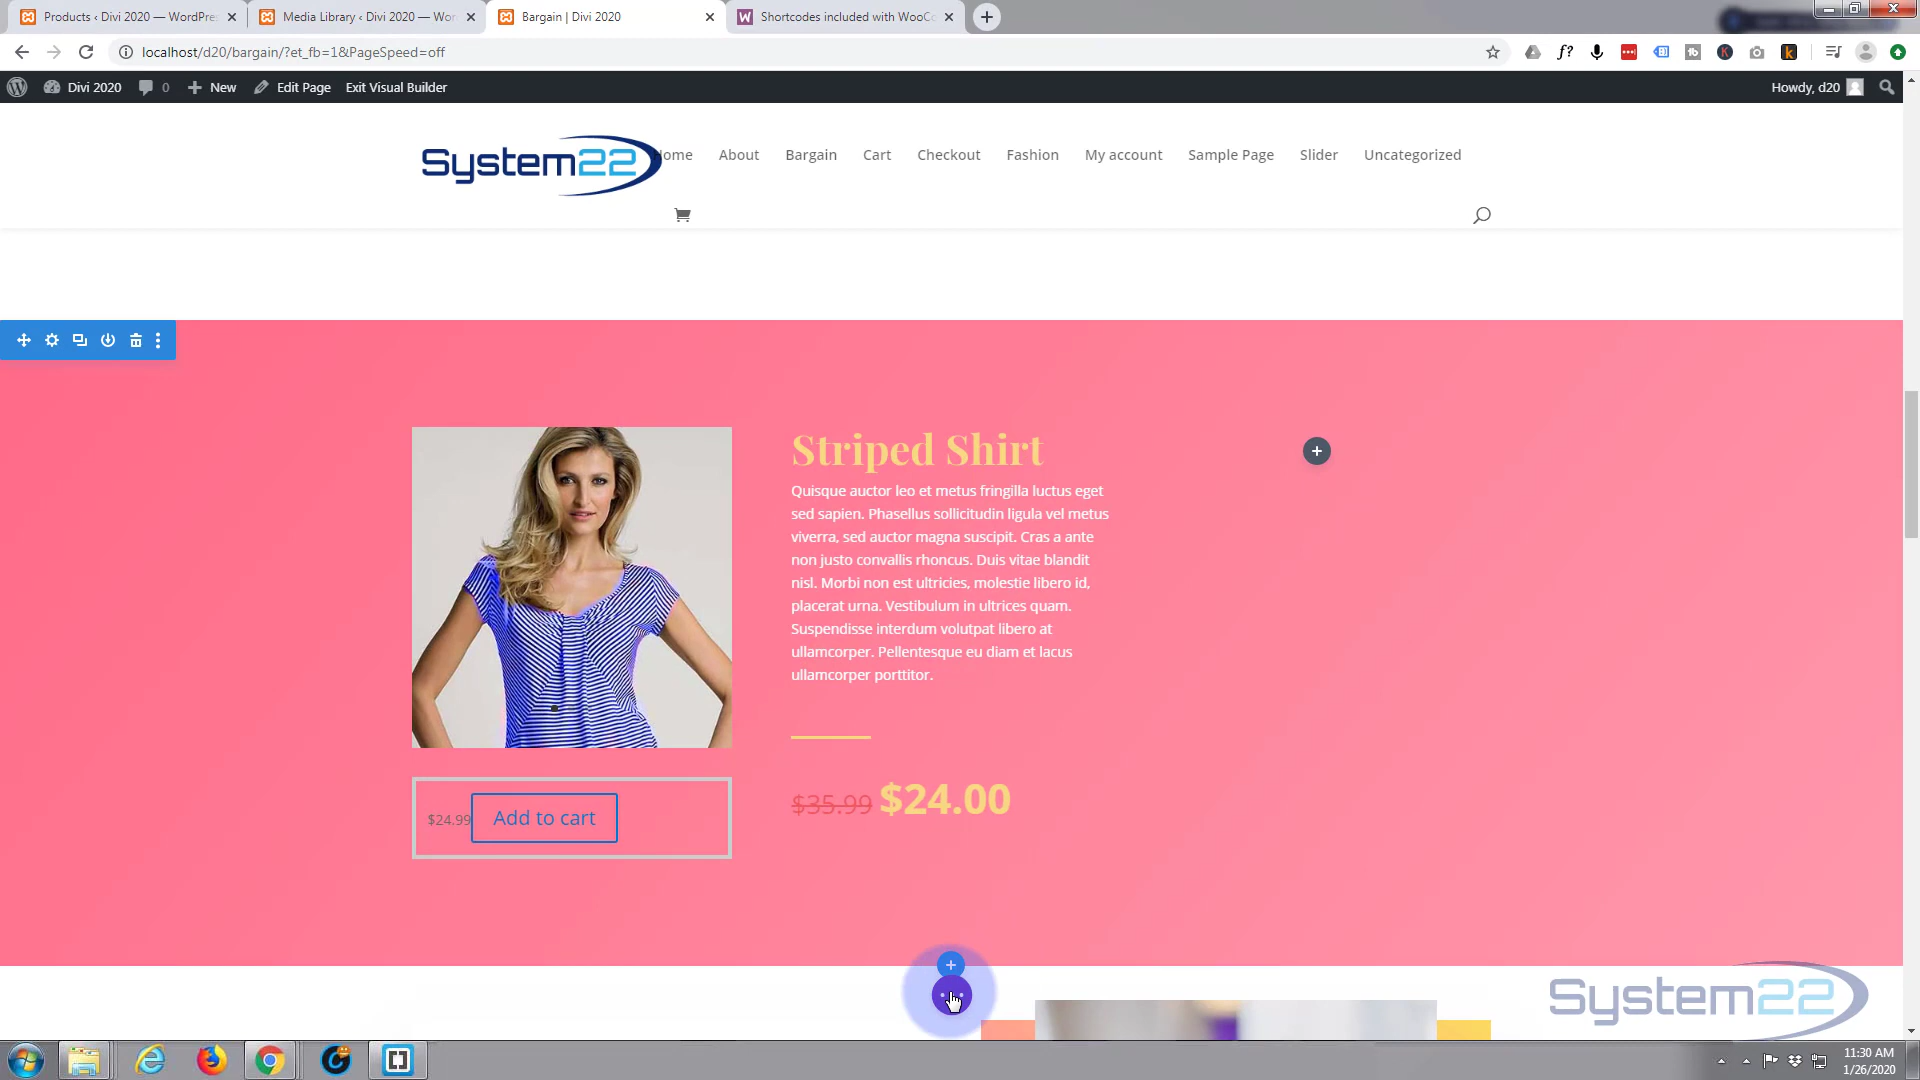 Products ‹ Divi 2020 — WordPre
Media Library ‹ Divi 2020 — Wor
Bargain | Divi 2020
Shortcodes included with WooCo
localhost/d20/bargain/?et_fb=1&PageSpeed=off
Divi 2020
0
New
Edit Page
Exit Visual Builder
Howdy, d20
System22
Home
About
Bargain
Cart
Checkout
Fashion
My account
Sample Page
Slider
Uncategorized
Striped Shirt
Quisque auctor leo et metus fringilla luctus eget
sed sapien. Phasellus sollicitudin ligula vel metus
viverra, sed auctor magna suscipit. Cras a ante
non justo convallis rhoncus. Duis vitae blandit
nisl. Morbi non est ultricies, molestie libero id,
placerat urna. Vestibulum in ultrices quam.
Suspendisse interdum volutpat libero at
ullamcorper. Pellentesque eu diam et lacus
ullamcorper porttitor.
$35.99 $24.00
$24.99 Add to cart
System22
11:30 AM
1/26/2020